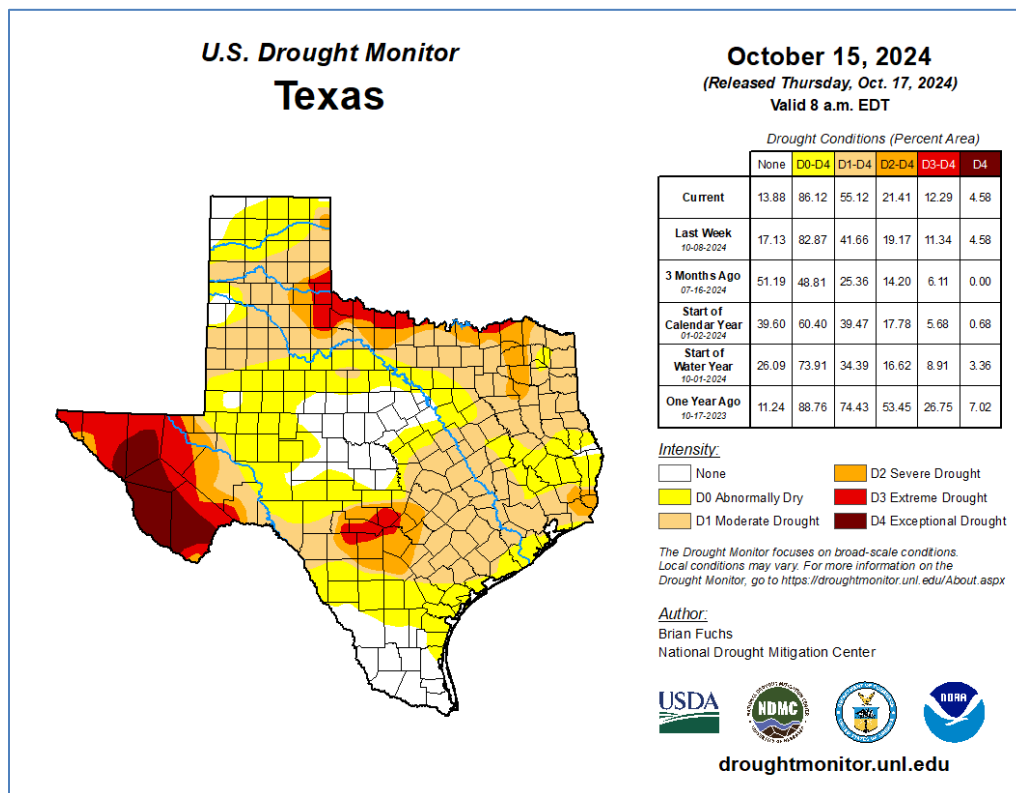 U.S. Drought Monitor
Texas
October 15, 2024
(Released Thursday, Oct. 17, 2024)
Valid 8 a.m. EDT
Drought Conditions (Percent Area)
None D0-D4 D1-D4 D2-D4 D3-D4 D4
Current 13.88 86.12 55.12 21.41 12.29 4.58
Last Week
10-08-2024 17.13 82.87 41.66 19.17 11.34 4.58
3 Months Ago
07-16-2024 51.19 48.81 25.36 14.20 6.11 0.00
Start of
Calendar Year
01-02-2024 39.60 60.40 39.47 17.78 5.68 0.68
Start of
Water Year
10-01-2024 26.09 73.91 34.39 16.62 8.91 3.36
One Year Ago
10-17-2023 11.24 88.76 74.43 53.45 26.75 7.02
Intensity:
None
D0 Abnormally Dry
D1 Moderate Drought
D2 Severe Drought
D3 Extreme Drought
D4 Exceptional Drought
The Drought Monitor focuses on broad-scale conditions.
Local conditions may vary. For more information on the
Drought Monitor, go to https://droughtmonitor.unl.edu/About.aspx
Author:
Brian Fuchs
National Drought Mitigation Center
USDA
NDMC
NOAA
droughtmonitor.unl.edu